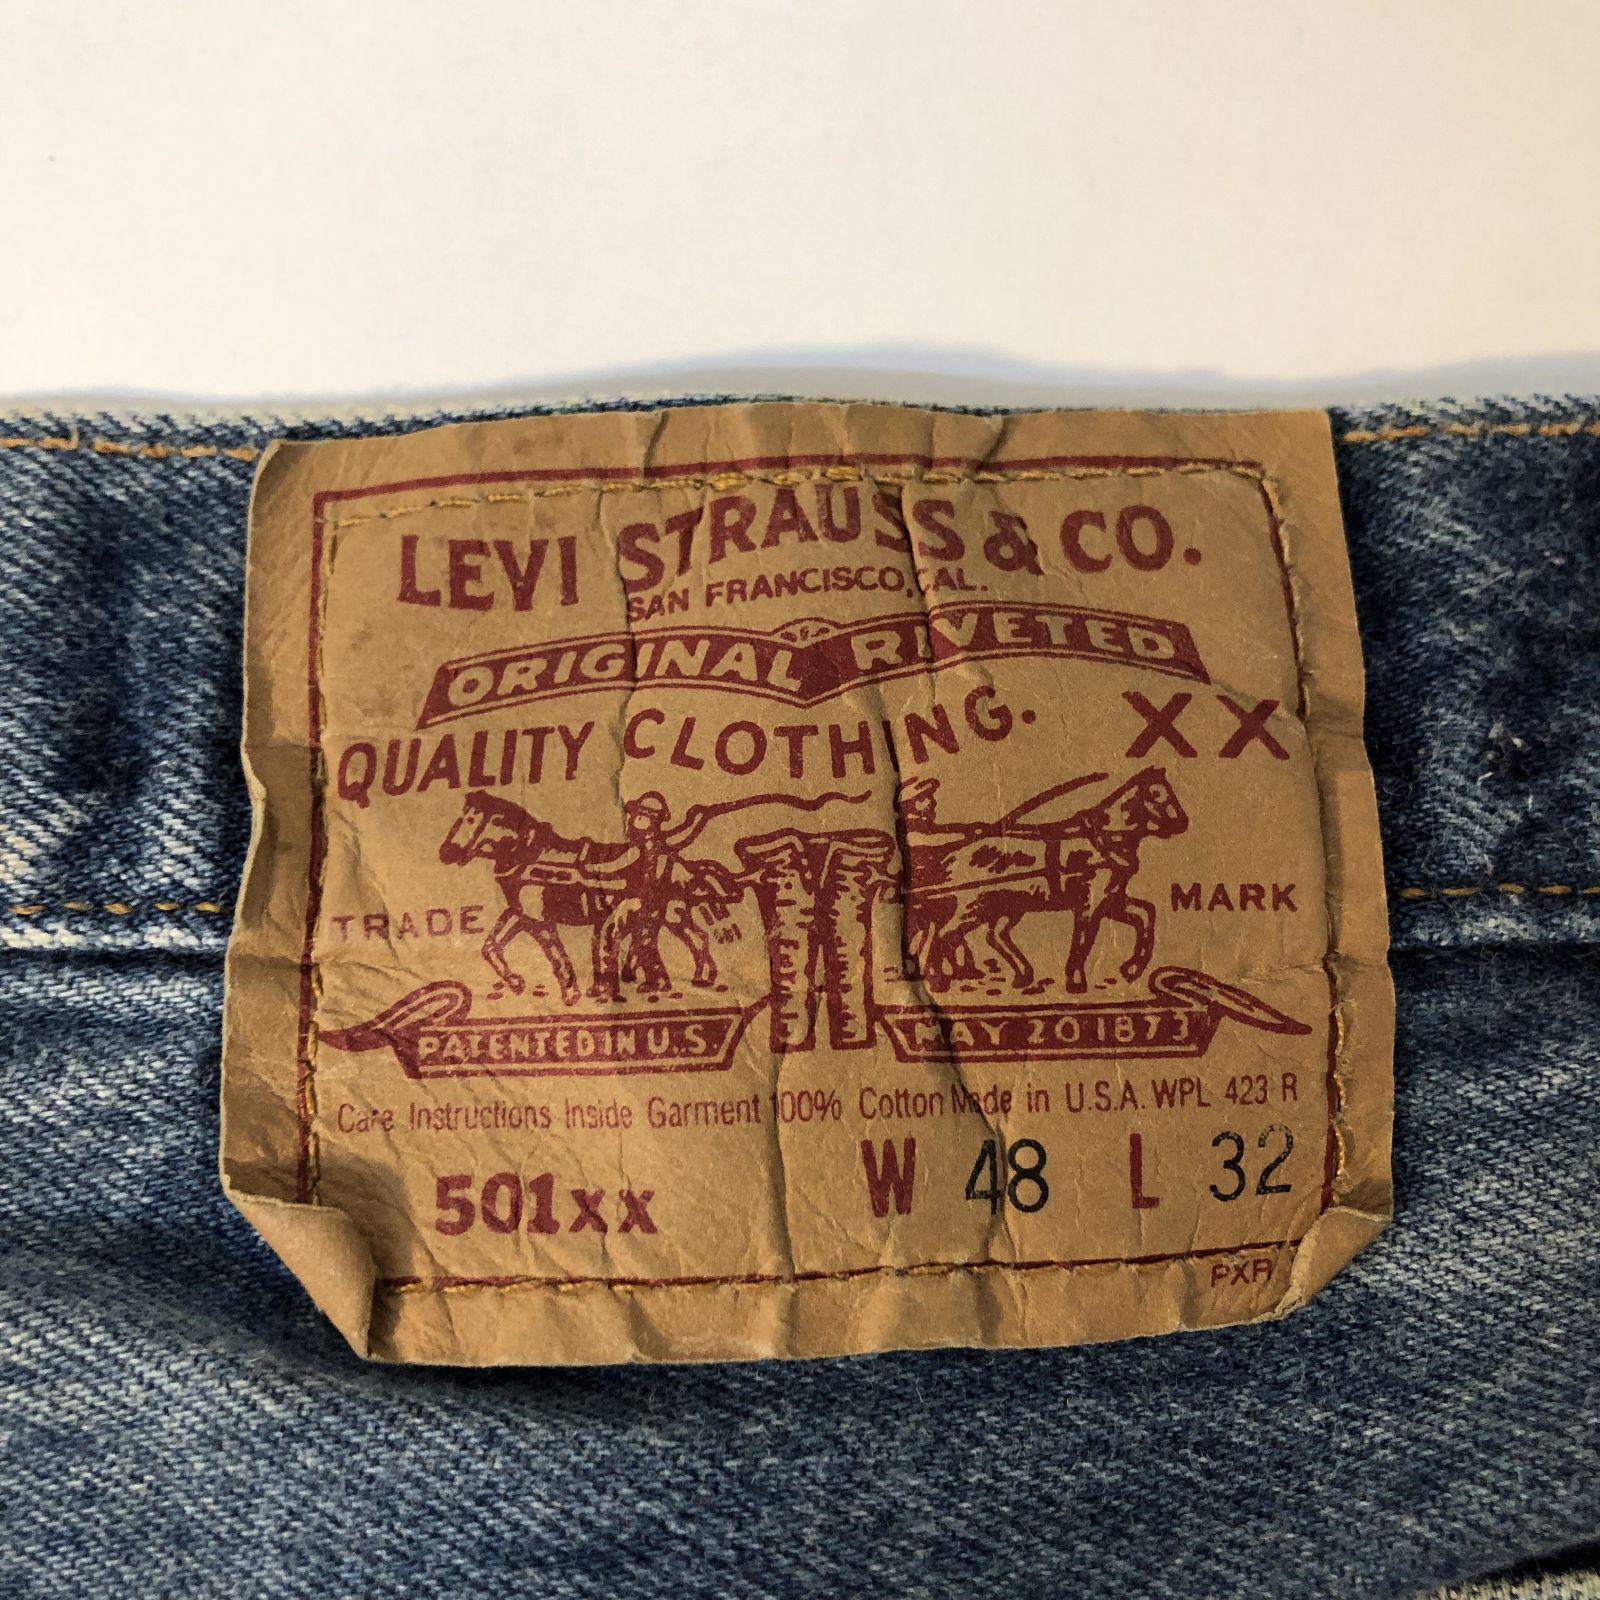 LEVI STRAUSS & CO.
SAN FRANCISCO, CAL.
ORIGINAL RIVETED
QUALITY CLOTHING. XX
TRADE MARK
501
PATENTED IN U.S. MAY 20 1873
Care Instructions Inside Garment 100% Cotton Made in U.S.A. WPL 423 R
501xx W 48 L 32
PXR